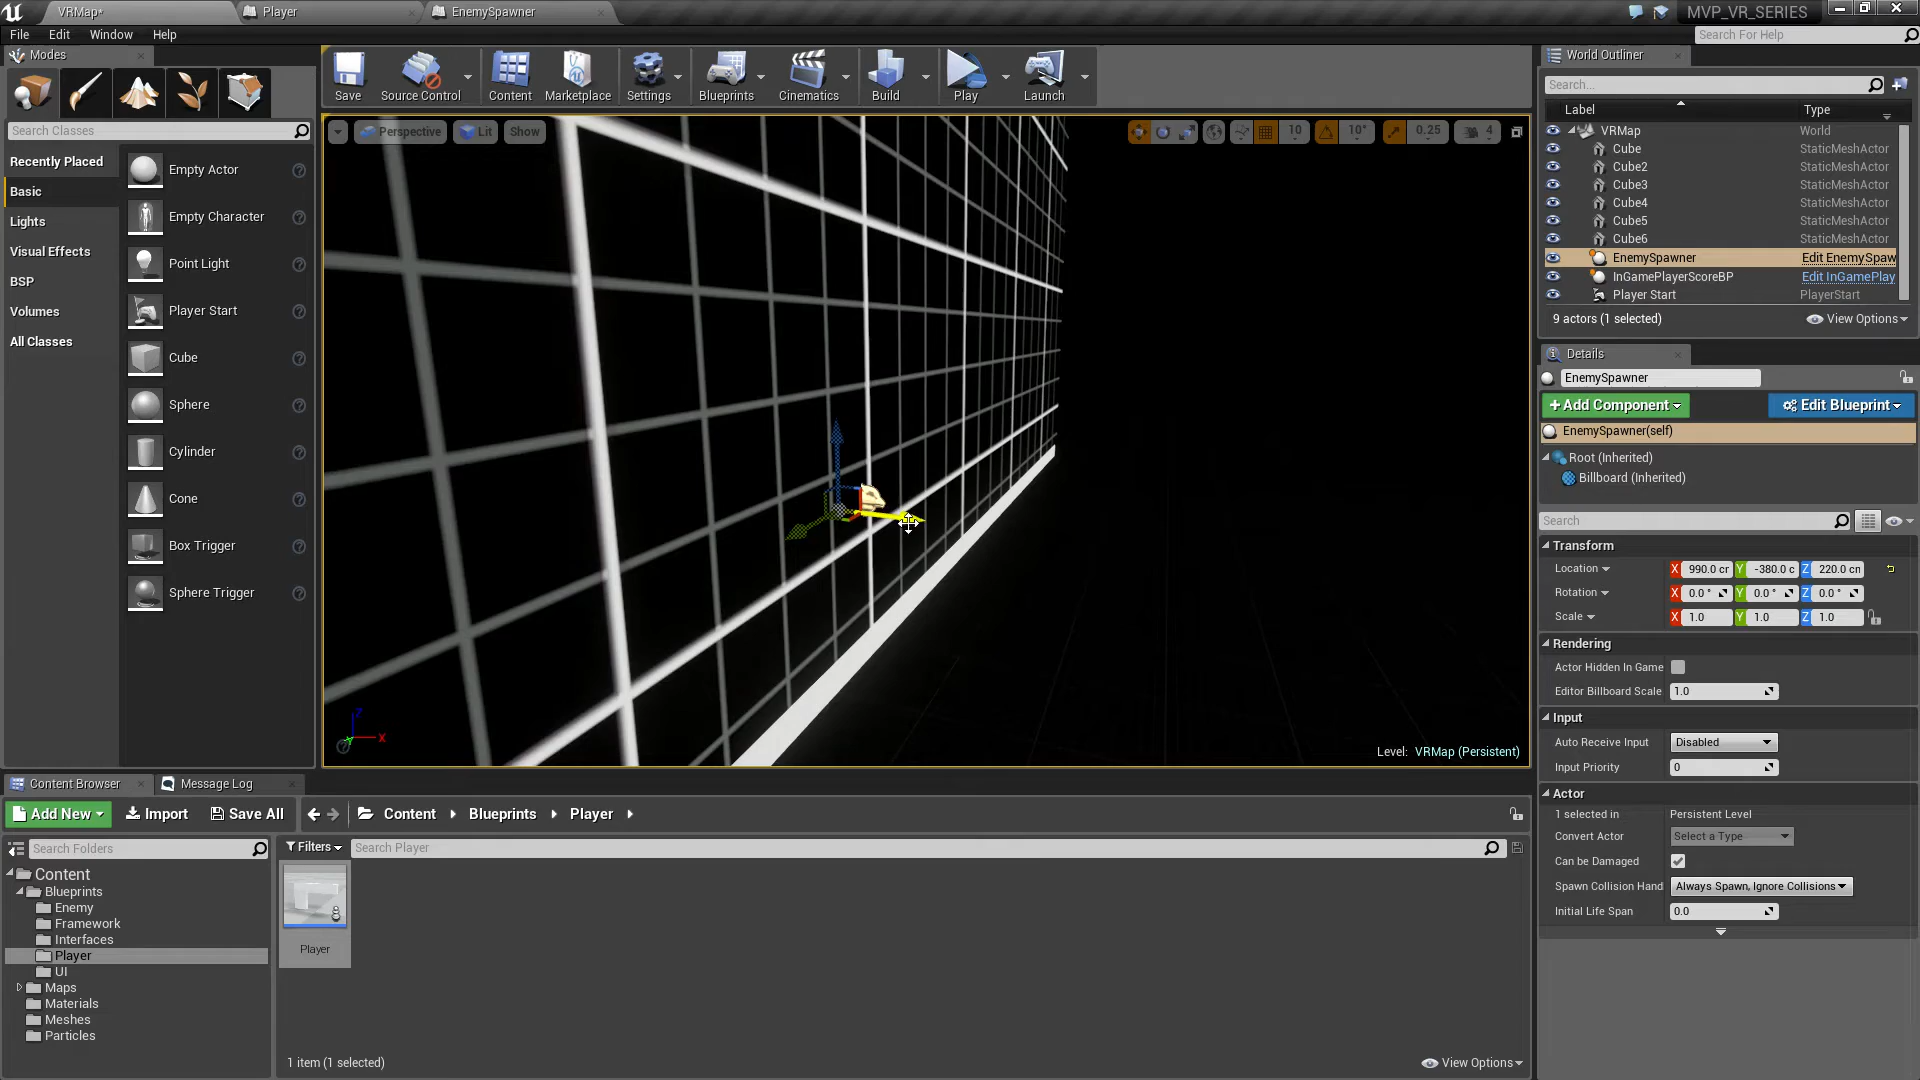 VRMap*
Player
EnemySpawner
MVP_VR_SERIES
File
Edit
Window
Help
Search For Help
Modes
Search Classes
Recently Placed
Basic
Lights
Visual Effects
BSP
Volumes
All Classes
Empty Actor
Empty Character
Point Light
Player Start
Cube
Sphere
Cylinder
Cone
Box Trigger
Sphere Trigger
Save
Source Control
Content
Marketplace
Settings
Blueprints
Cinematics
Build
Play
Launch
Perspective
Lit
Show
10
10°
0.25
4
X
Z
Level: VRMap (Persistent)
World Outliner
Search...
Label
Type
VRMap
World
Cube
StaticMeshActor
Cube2
StaticMeshActor
Cube3
StaticMeshActor
Cube4
StaticMeshActor
Cube5
StaticMeshActor
Cube6
StaticMeshActor
EnemySpawner
Edit EnemySpaw
InGamePlayerScoreBP
Edit InGamePlay
Player Start
PlayerStart
9 actors (1 selected)
View Options
Details
EnemySpawner
+Add Component
Edit Blueprint
EnemySpawner(self)
Root (Inherited)
Billboard (Inherited)
Search
Transform
Location
X 990.0 cr
Y -380.0 c
Z 220.0 cn
Rotation
X 0.0 °
Y 0.0 °
Z 0.0 °
Scale
X 1.0
Y 1.0
Z 1.0
Rendering
Actor Hidden In Game
Editor Billboard Scale
1.0
Input
Auto Receive Input
Disabled
Input Priority
0
Actor
1 selected in
Persistent Level
Convert Actor
Select a Type
Can be Damaged
Spawn Collision Hand
Always Spawn, Ignore Collisions
Initial Life Span
0.0
Content Browser
Message Log
Add New
Import
Save All
Content
Blueprints
Player
Search Folders
Filters
Search Player
Content
Blueprints
Enemy
Framework
Interfaces
Player
UI
Maps
Materials
Meshes
Particles
Player
1 item (1 selected)
View Options